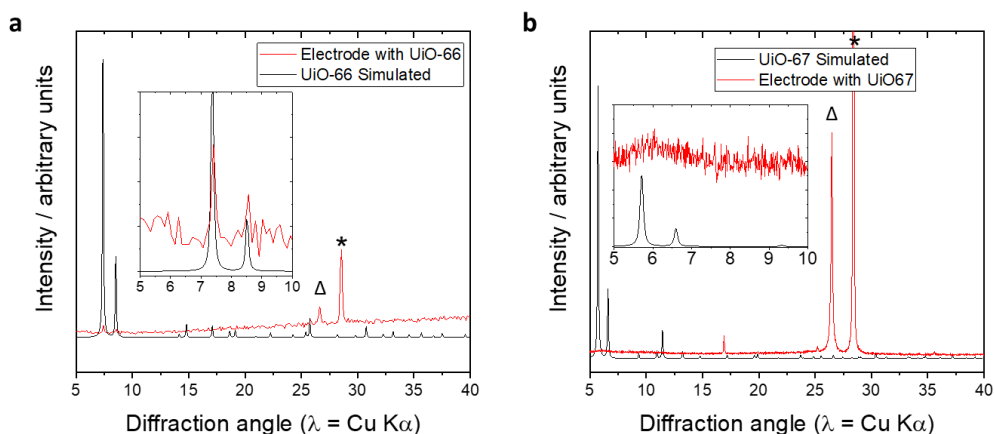 a
Intensity / arbitrary units
Electrode with UiO-66
UiO-66 Simulated
5 6 7 8 9 10
Δ
*
5 10 15 20 25 30 35 40
Diffraction angle (λ = Cu Kα)
b
Intensity / arbitrary units
UiO-67 Simulated
Electrode with UiO67
5 6 7 8 9 10
Δ
*
5 10 15 20 25 30 35 40
Diffraction angle (λ = Cu Kα)